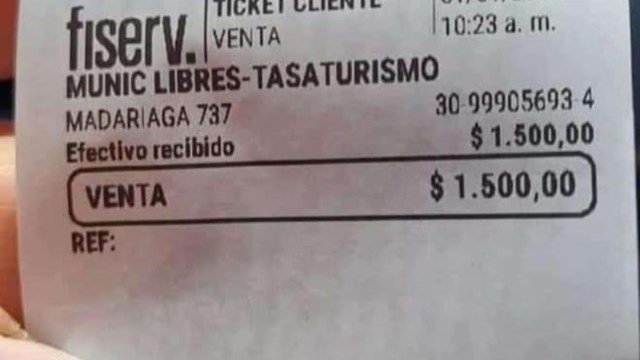 fiserv.
TICKET CLIENTE
VENTA
10:23 a. m.
MUNIC LIBRES-TASATURISMO
MADARIAGA 737
30-99905693-4
Efectivo recibido
$ 1.500,00
VENTA
$ 1.500,00
REF: